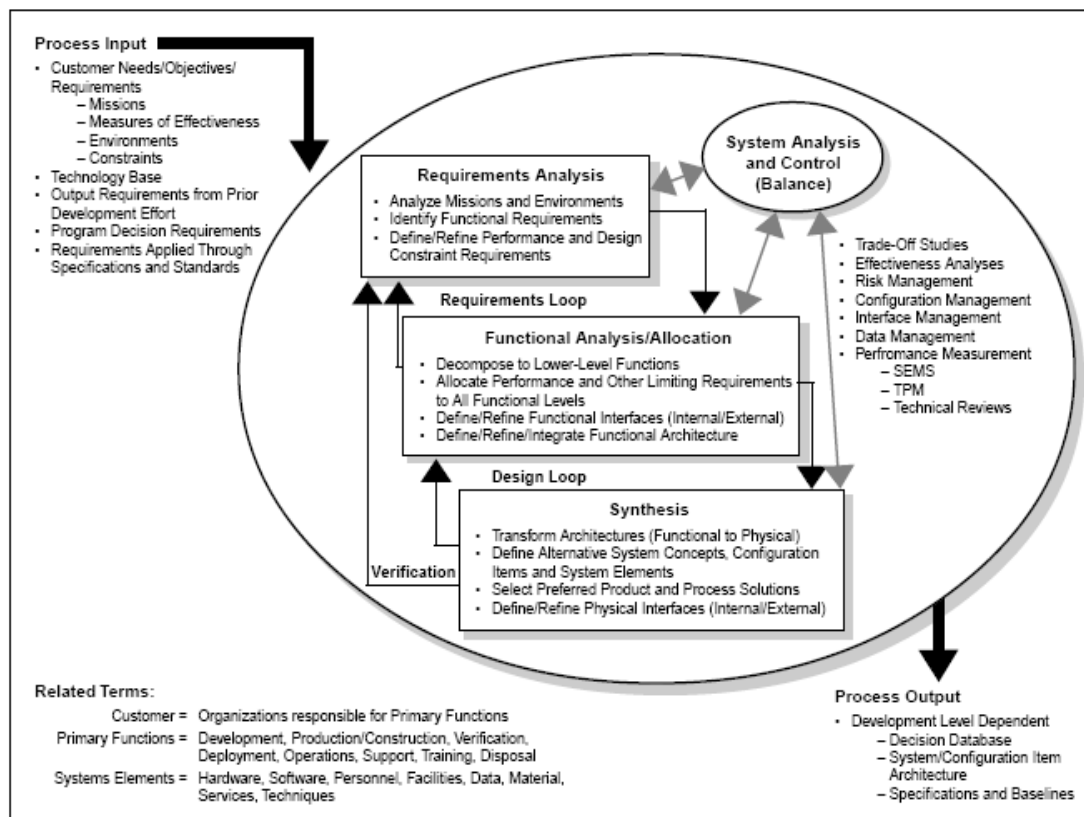 Process Input
• Customer Needs/Objectives/
Requirements
– Missions
– Measures of Effectiveness
– Environments
– Constraints
• Technology Base
• Output Requirements from Prior
Development Effort
• Program Decision Requirements
• Requirements Applied Through
Specifications and Standards
System Analysis
and Control
(Balance)
Requirements Analysis
• Analyze Missions and Environments
• Identify Functional Requirements
• Define/Refine Performance and Design
Constraint Requirements
• Trade-Off Studies
• Effectiveness Analyses
• Risk Management
• Configuration Management
• Interface Management
• Data Management
• Perfromance Measurement
– SEMS
– TPM
– Technical Reviews
Requirements Loop
Functional Analysis/Allocation
• Decompose to Lower-Level Functions
• Allocate Performance and Other Limiting Requirements
to All Functional Levels
• Define/Refine Functional Interfaces (Internal/External)
• Define/Refine/Integrate Functional Architecture
Design Loop
Synthesis
• Transform Architectures (Functional to Physical)
• Define Alternative System Concepts, Configuration
Items and System Elements
• Select Preferred Product and Process Solutions
• Define/Refine Physical Interfaces (Internal/External)
Verification
Related Terms:
Customer = Organizations responsible for Primary Functions
Primary Functions = Development, Production/Construction, Verification,
Deployment, Operations, Support, Training, Disposal
Systems Elements = Hardware, Software, Personnel, Facilities, Data, Material,
Services, Techniques
Process Output
• Development Level Dependent
– Decision Database
– System/Configuration Item
Architecture
– Specifications and Baselines